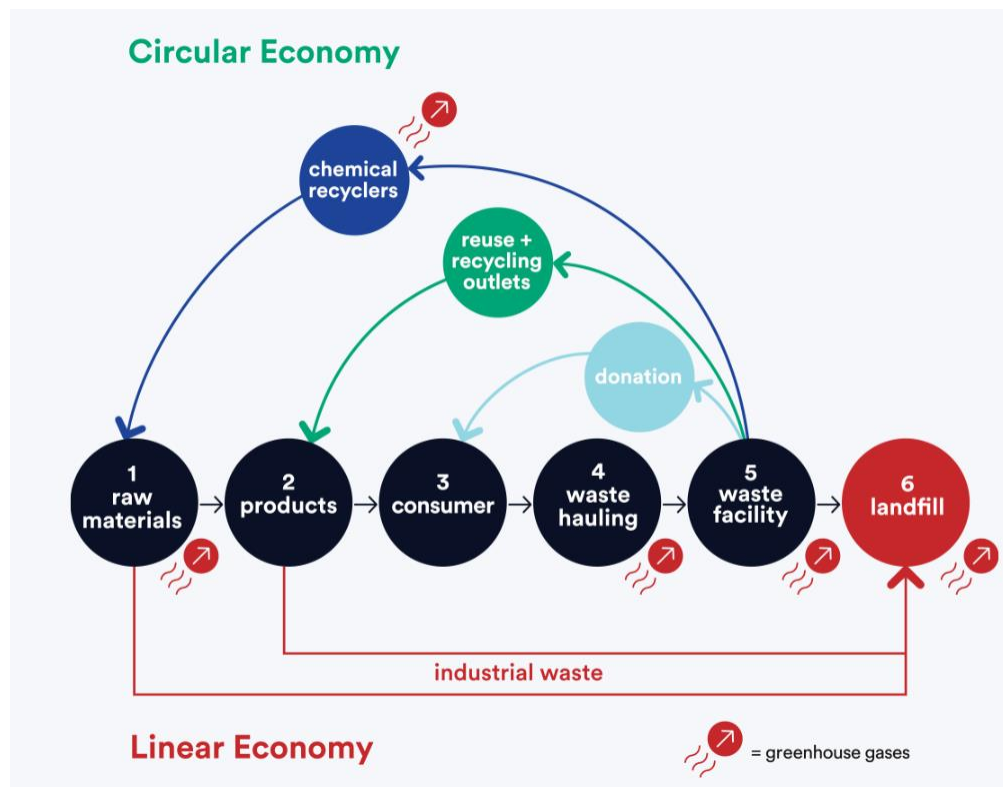 Circular Economy
chemical
recyclers
reuse +
recycling
outlets
donation
1
raw
materials
2
products
3
consumer
4
waste
hauling
5
waste
facility
6
landfill
industrial waste
Linear Economy
= greenhouse gases